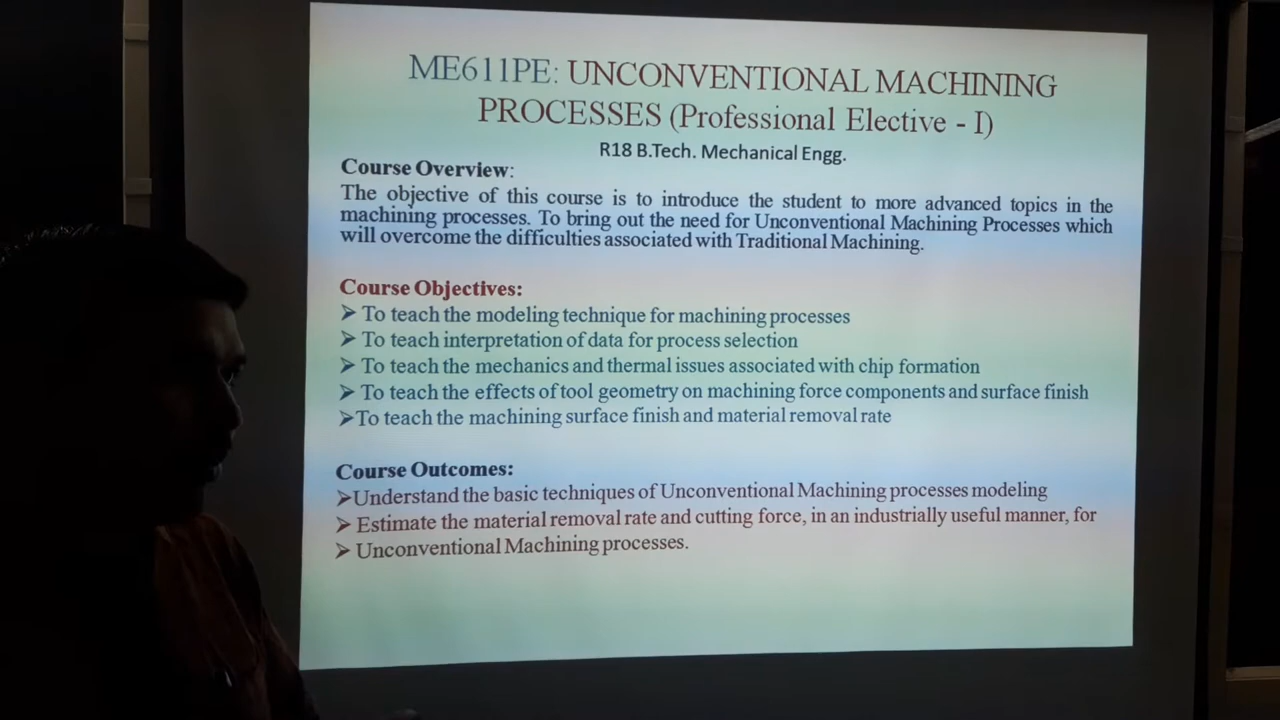 ME611PE: UNCONVENTIONAL MACHINING
PROCESSES (Professional Elective - I)
R18 B.Tech. Mechanical Engg.
Course Overview:
The objective of this course is to introduce the student to more advanced topics in the
machining processes. To bring out the need for Unconventional Machining Processes which
will overcome the difficulties associated with Traditional Machining.
Course Objectives:
➢ To teach the modeling technique for machining processes
➢ To teach interpretation of data for process selection
➢ To teach the mechanics and thermal issues associated with chip formation
➢ To teach the effects of tool geometry on machining force components and surface finish
➢To teach the machining surface finish and material removal rate
Course Outcomes:
➢Understand the basic techniques of Unconventional Machining processes modeling
➢ Estimate the material removal rate and cutting force, in an industrially useful manner, for
➢ Unconventional Machining processes.